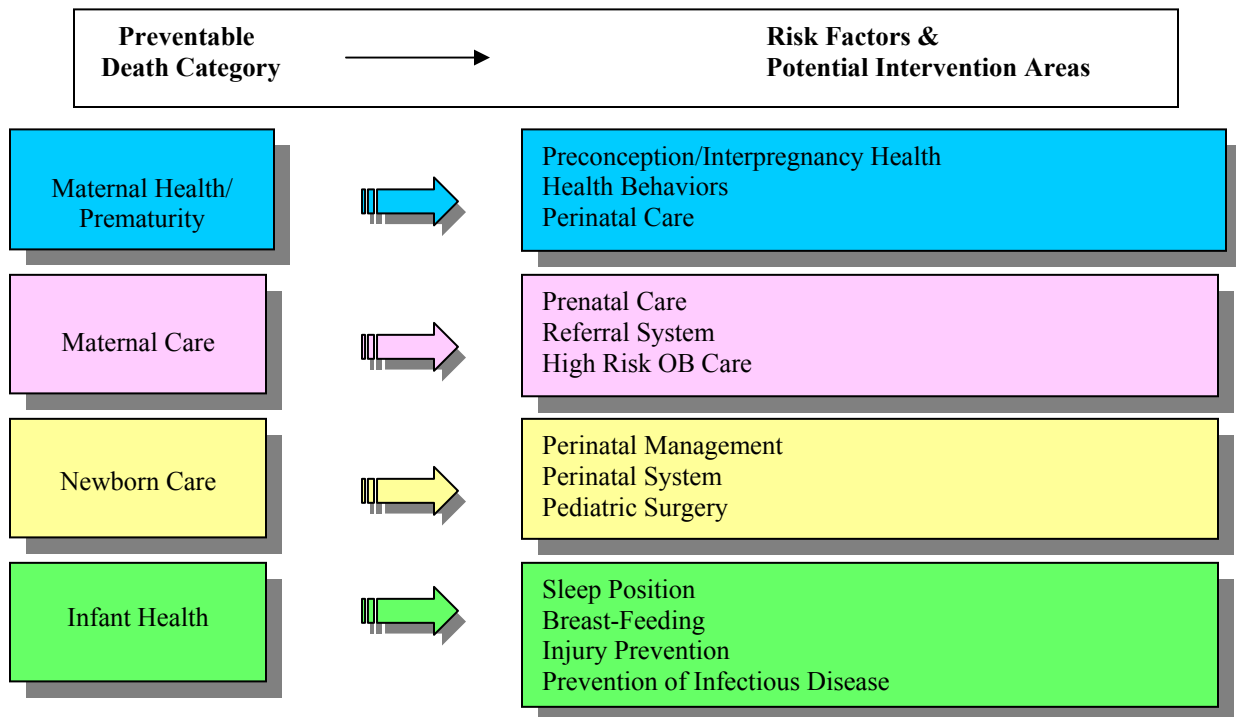 Preventable
Death Category
Risk Factors &
Potential Intervention Areas
Maternal Health/
Prematurity
Preconception/Interpregnancy Health
Health Behaviors
Perinatal Care
Maternal Care
Prenatal Care
Referral System
High Risk OB Care
Newborn Care
Perinatal Management
Perinatal System
Pediatric Surgery
Infant Health
Sleep Position
Breast-Feeding
Injury Prevention
Prevention of Infectious Disease